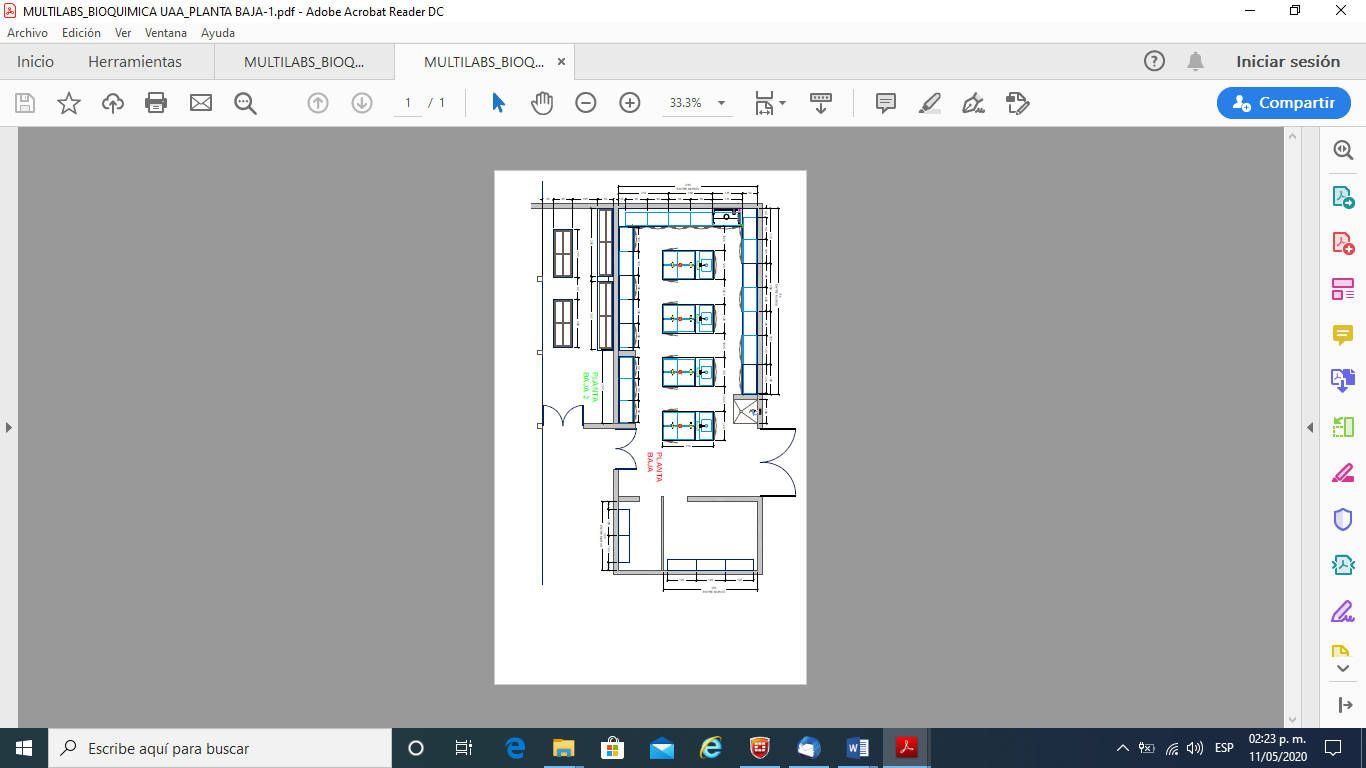 MULTILABS_BIOQUIMICA UAA_PLANTA BAJA-1.pdf - Adobe Acrobat Reader DC
Archivo Edición Ver Ventana Ayuda
Inicio Herramientas MULTILABS_BIOQ... MULTILABS_BIOQ... × Iniciar sesión
1 / 1 33.3% Compartir
PLANTA
BAJA 2
PLANTA
BAJA
Escribe aquí para buscar
ESP
02:23 p. m.
11/05/2020